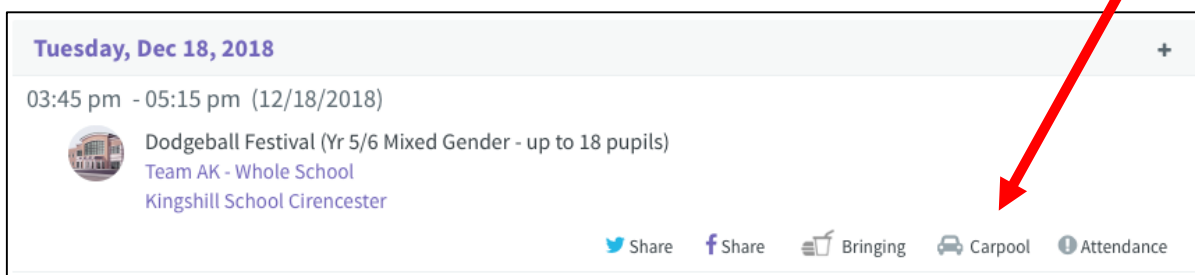 Tuesday, Dec 18, 2018 +
03:45 pm - 05:15 pm (12/18/2018)
Dodgeball Festival (Yr 5/6 Mixed Gender - up to 18 pupils)
Team AK - Whole School
Kingshill School Cirencester
Share Share Bringing Carpool Attendance